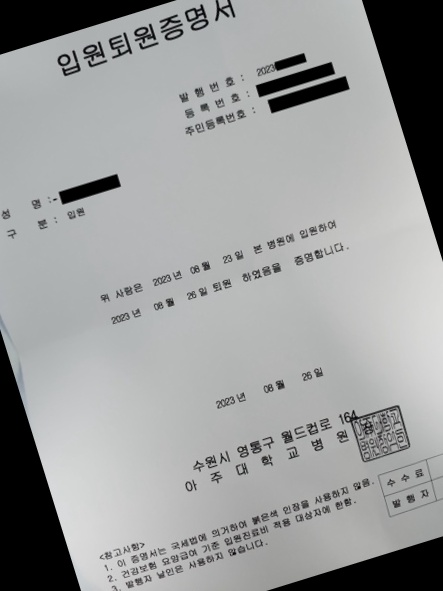 입원퇴원증명서
발 행 번 호 : 2023
등 록 번 호 :
주민등록번호 :
성 명 : -
구 분 : 입원
위 사람은 2023 년 08 월 23 일 본 병원에 입원하여
2023 년 08 월 26 일 퇴원 하였음을 증명합니다.
2023 년 08 월 26 일
수원시 영통구 월드컵로 164
아 주 대 학 교 병 원 장
수 수 료
발 행 자
<참고사항>
1. 이 증명서는 국세법에 의거하여 붉은색 인장을 사용하지 않음.
2. 건강보험 요양급여 기준 입원진료비 적용 대상자에 한함.
3. 발행자 날인은 사용하지 않습니다.